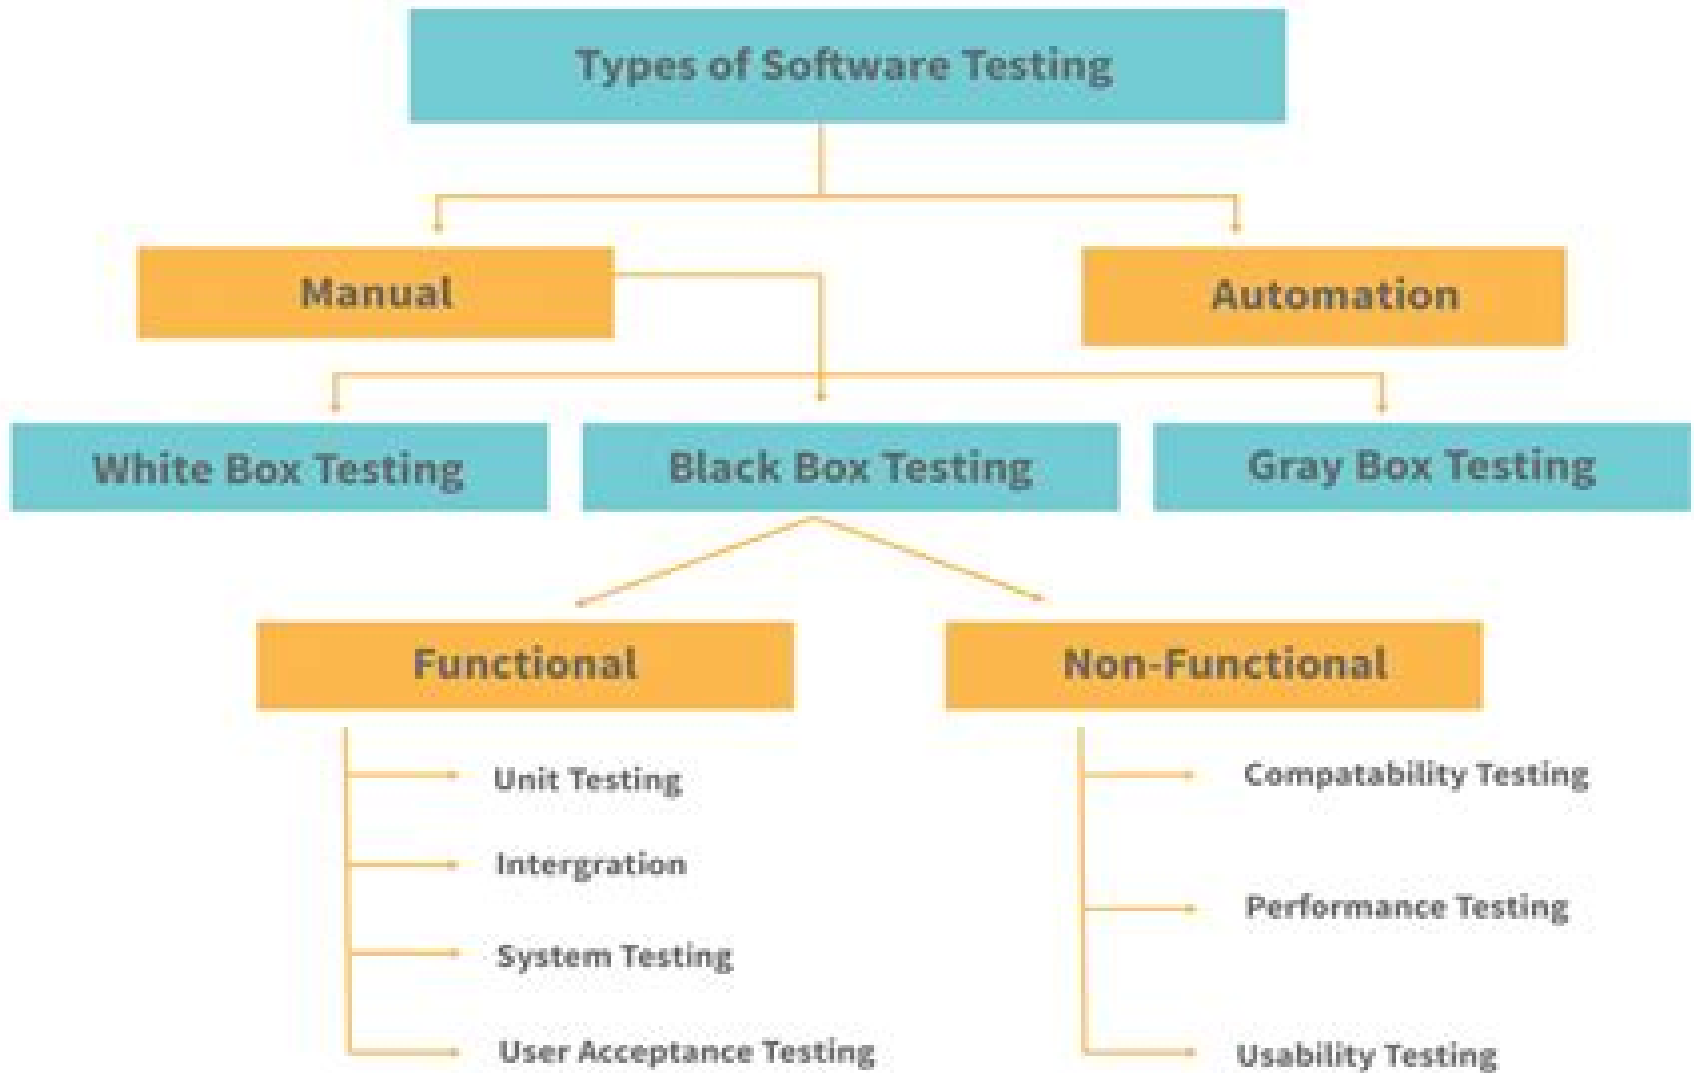 Types of Software Testing
Manual
Automation
White Box Testing
Black Box Testing
Gray Box Testing
Functional
Non-Functional
Unit Testing
Intergration
System Testing
User Acceptance Testing
Compatability Testing
Performance Testing
Usability Testing